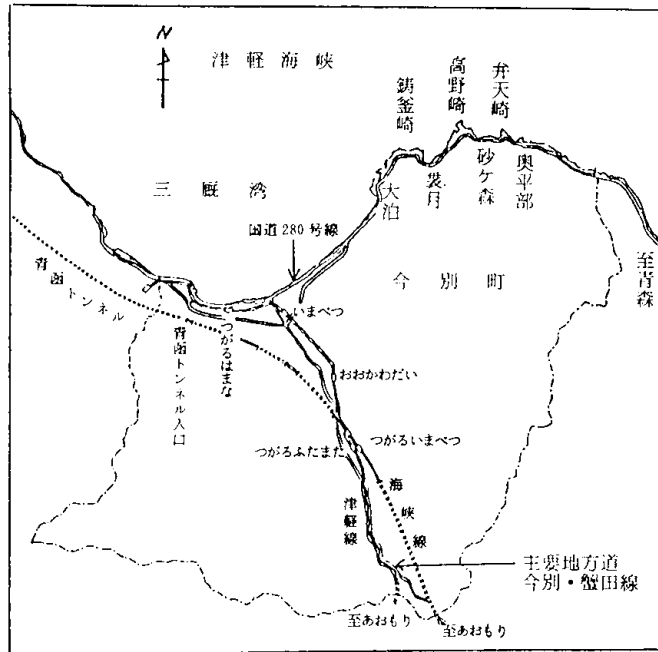 N
津軽海峡
鋳釜崎
高野崎
弁天崎
三厩湾
大泊
袰月
砂ケ森
奥平部
国道280号線
今別町
至青森
青函トンネル
いまべつ
つがるはまな
青函トンネル入口
おおかわだい
つがるふたまた
つがるいまべつ
津軽線
海峡線
主要地方道
今別・蟹田線
至あおもり
至あおもり